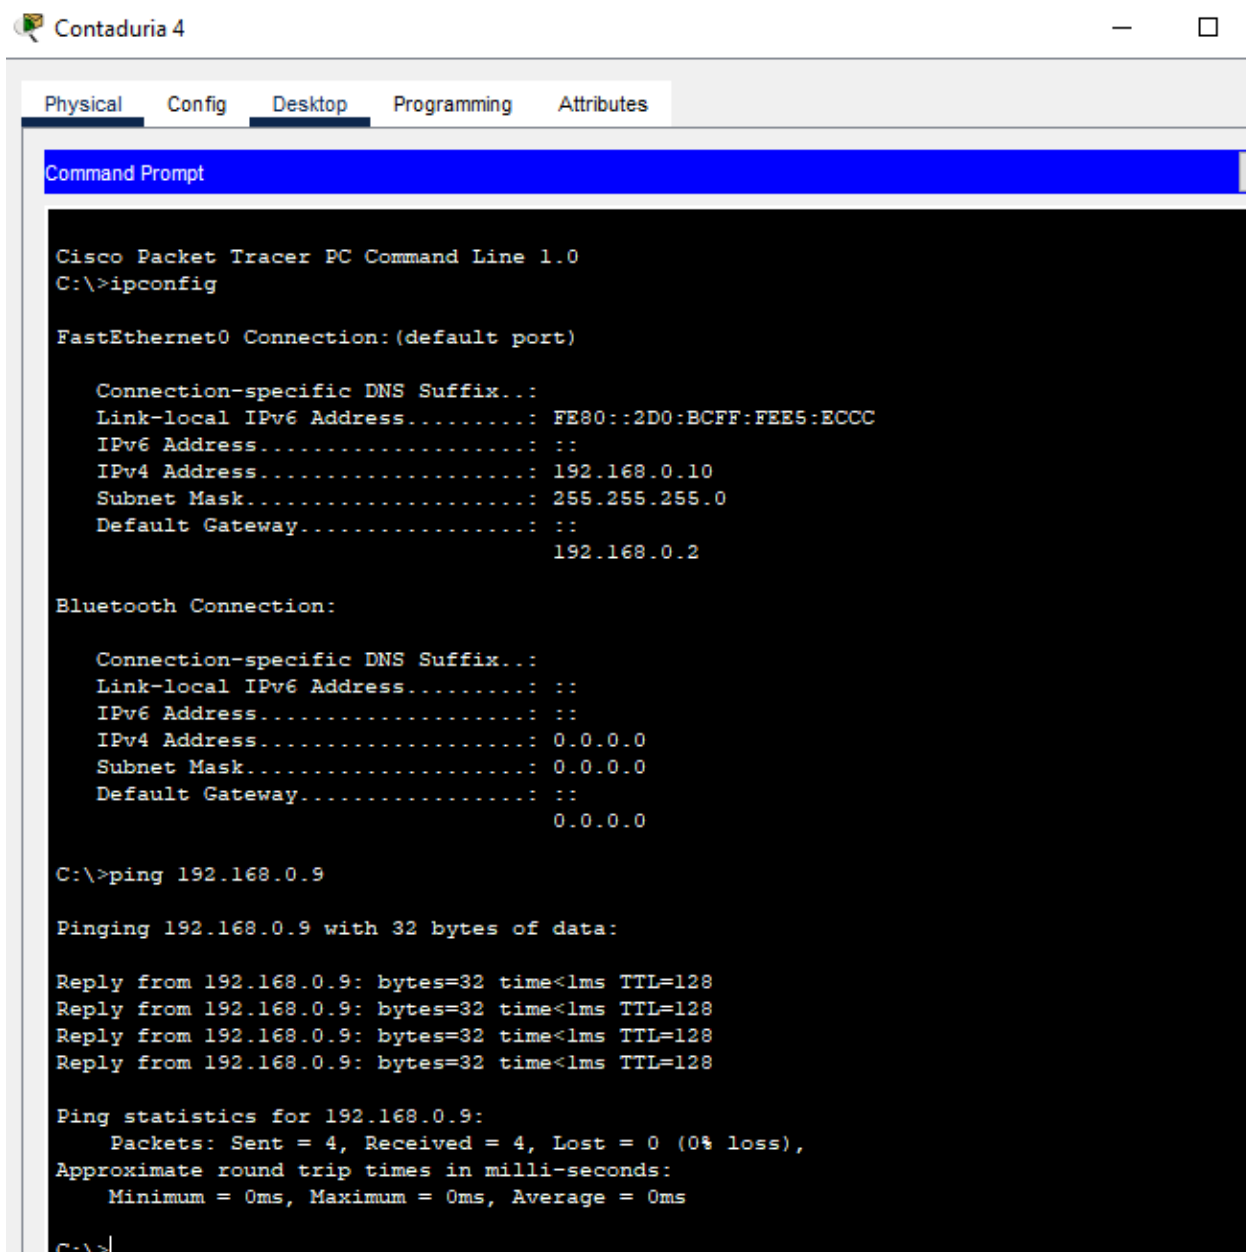 Contaduria 4
Physical Config Desktop Programming Attributes
Command Prompt
Cisco Packet Tracer PC Command Line 1.0
C:\>ipconfig
FastEthernet0 Connection:(default port)
Connection-specific DNS Suffix..:
Link-local IPv6 Address.........: FE80::2D0:BCFF:FEE5:ECCC
IPv6 Address....................: ::
IPv4 Address....................: 192.168.0.10
Subnet Mask.....................: 255.255.255.0
Default Gateway.................: ::
192.168.0.2
Bluetooth Connection:
Connection-specific DNS Suffix..:
Link-local IPv6 Address.........: ::
IPv6 Address....................: ::
IPv4 Address....................: 0.0.0.0
Subnet Mask.....................: 0.0.0.0
Default Gateway.................: ::
0.0.0.0
C:\>ping 192.168.0.9
Pinging 192.168.0.9 with 32 bytes of data:
Reply from 192.168.0.9: bytes=32 time<1ms TTL=128
Reply from 192.168.0.9: bytes=32 time<1ms TTL=128
Reply from 192.168.0.9: bytes=32 time<1ms TTL=128
Reply from 192.168.0.9: bytes=32 time<1ms TTL=128
Ping statistics for 192.168.0.9:
Packets: Sent = 4, Received = 4, Lost = 0 (0% loss),
Approximate round trip times in milli-seconds:
Minimum = 0ms, Maximum = 0ms, Average = 0ms
C:\>